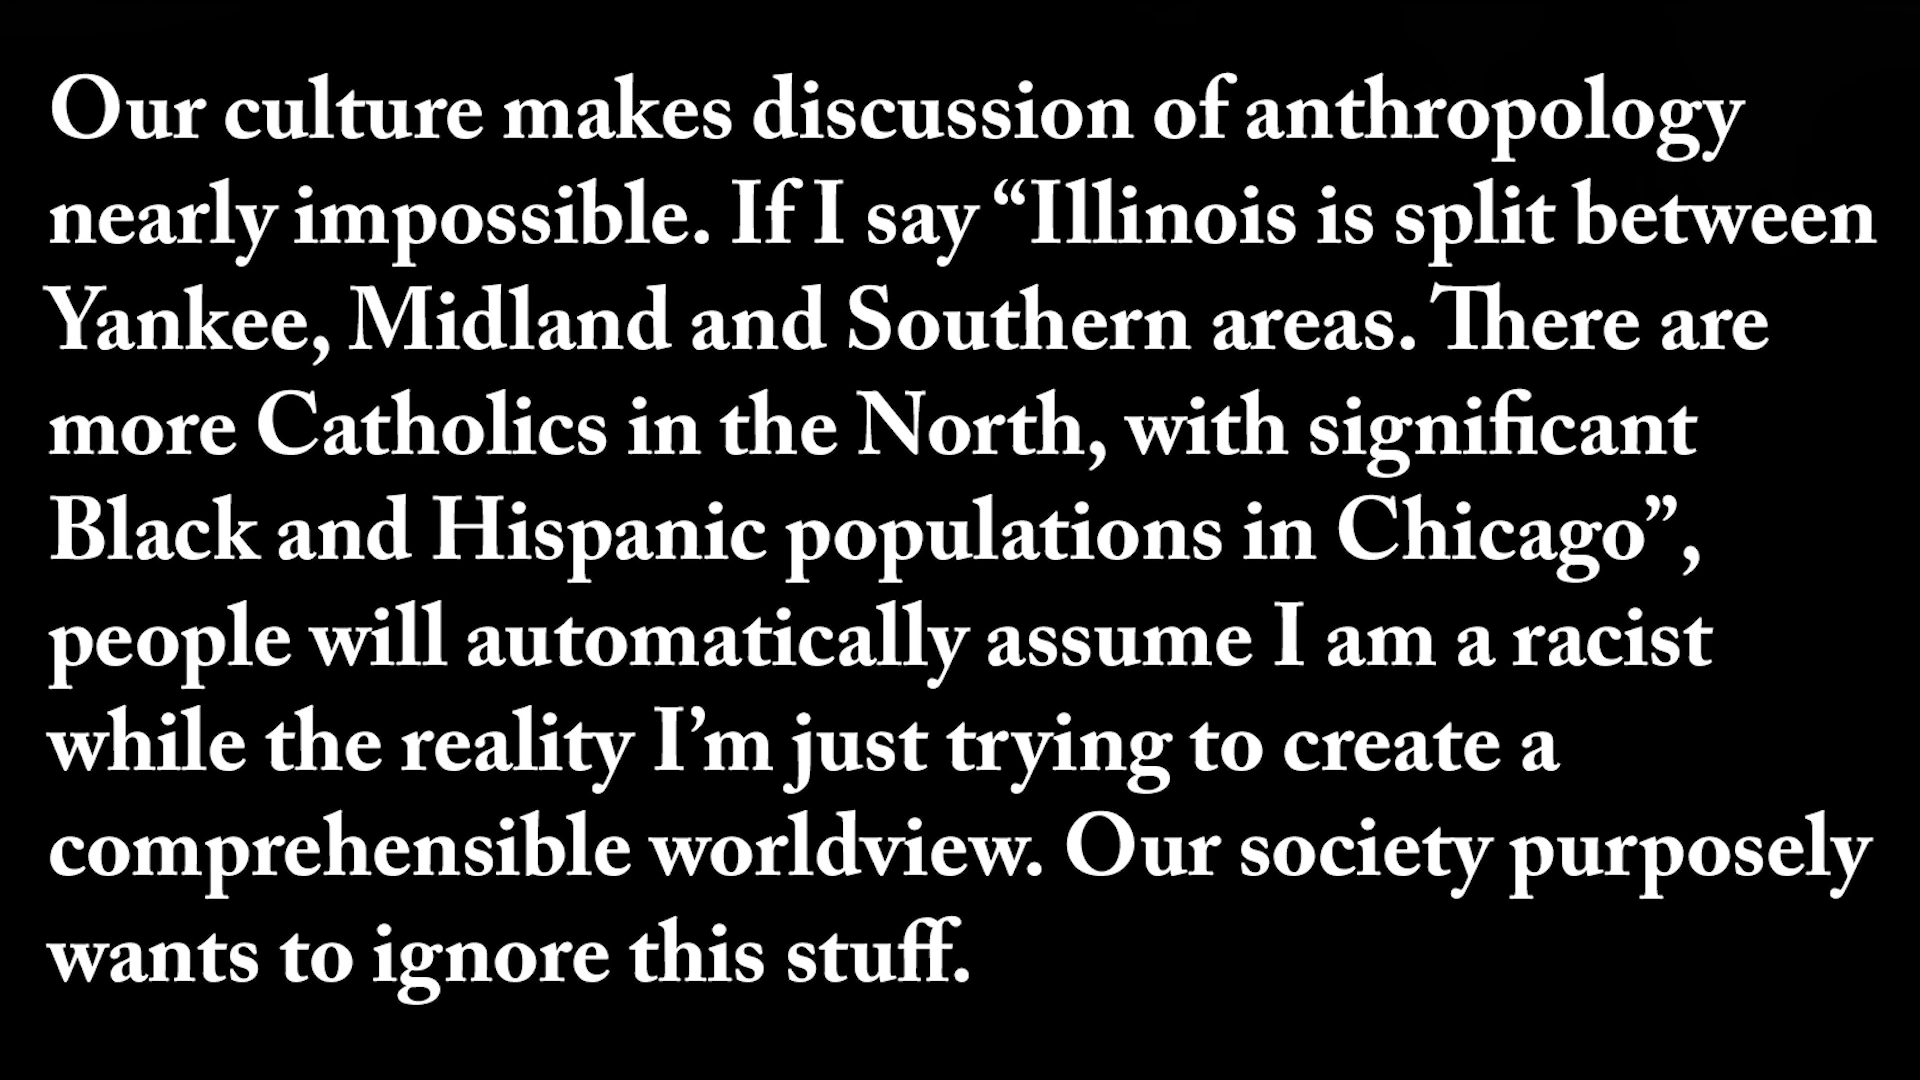 Our culture makes discussion of anthropology
nearly impossible. If I say “Illinois is split between
Yankee, Midland and Southern areas. There are
more Catholics in the North, with significant
Black and Hispanic populations in Chicago”,
people will automatically assume I am a racist
while the reality I’m just trying to create a
comprehensible worldview. Our society purposely
wants to ignore this stuff.